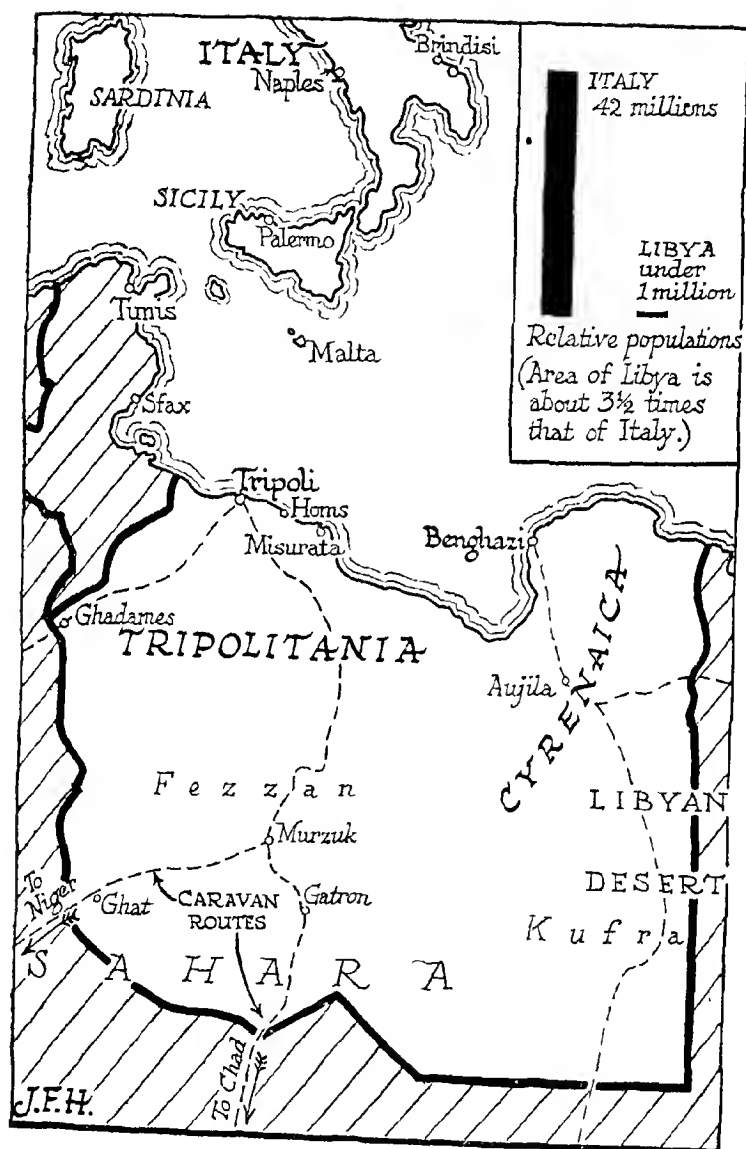 ITALY
Naples
Brindisi
SARDINIA
SICILY
Palermo
Tunis
Malta
Sfax
ITALY
42 millions
LIBYA
under
1 million
Relative populations
(Area of Libya is
about 3½ times
that of Italy.)
Tripoli
Homs
Misurata
Benghazi
Ghadames
TRIPOLITANIA
Aujila
CYRENAICA
Fezzan
LIBYAN
DESERT
Murzuk
To
Niger
Ghat
CARAVAN
ROUTES
Gatron
Kufra
SAHARA
To Chad
J.F.H.